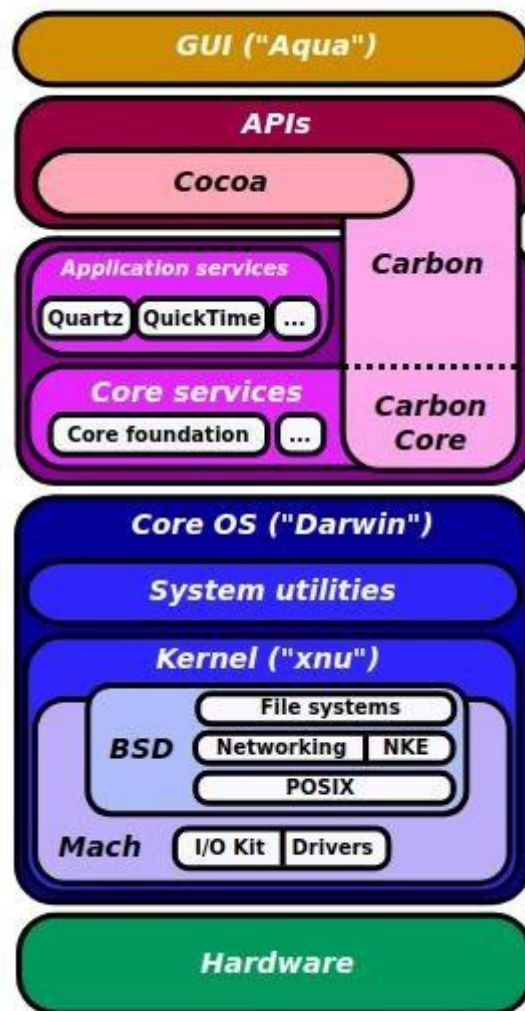 GUI ("Aqua")
APIs
Cocoa
Carbon
Application services
Quartz
QuickTime
...
Core services
Core foundation
...
Carbon
Core
Core OS ("Darwin")
System utilities
Kernel ("xnu")
BSD
File systems
Networking
NKE
POSIX
Mach
I/O Kit
Drivers
Hardware